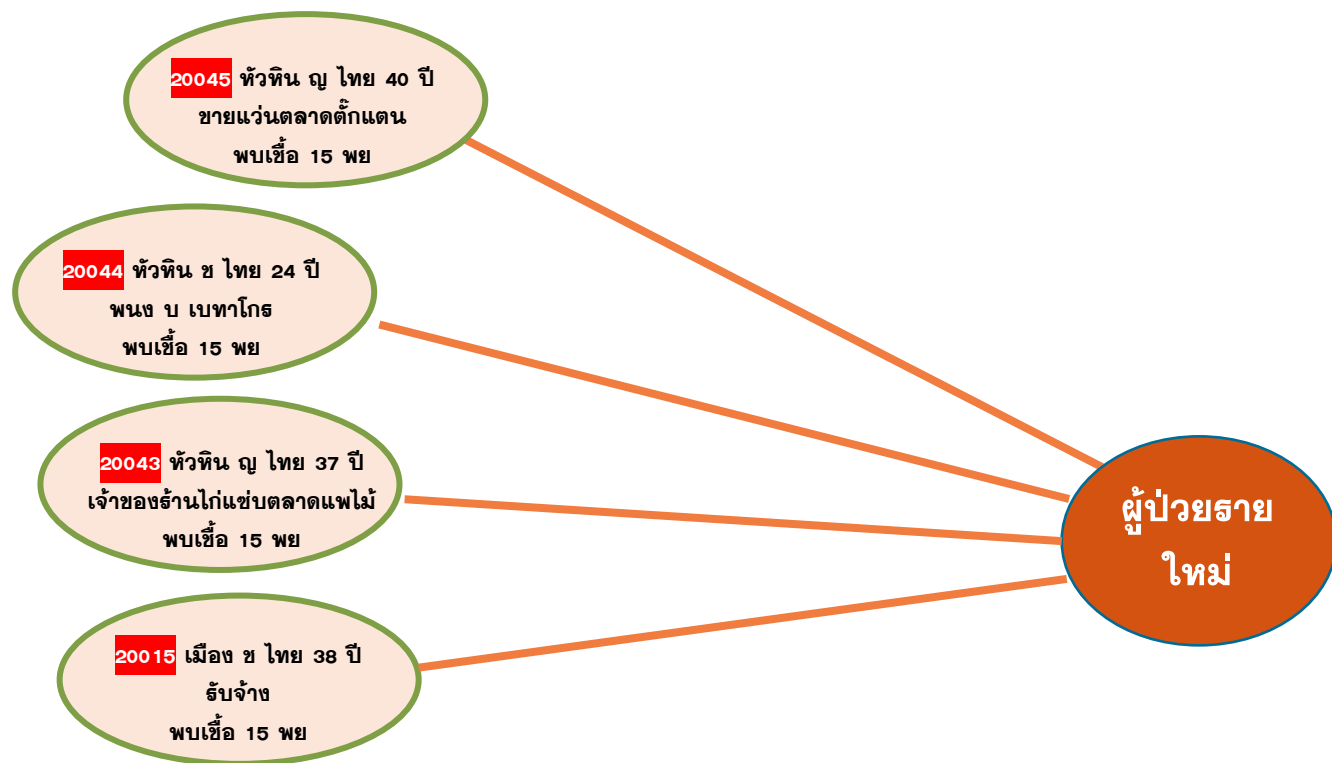 20045 หัวหิน ญ ไทย 40 ปี
ขายแว่นตลาดตั๊กแตน
พบเชื้อ 15 พย
20044 หัวหิน ช ไทย 24 ปี
พนง บ เบทาโกร
พบเชื้อ 15 พย
20043 หัวหิน ญ ไทย 37 ปี
เจ้าของร้านไก่แซ่บตลาดแพไม้
พบเชื้อ 15 พย
20015 เมือง ช ไทย 38 ปี
รับจ้าง
พบเชื้อ 15 พย
ผู้ป่วยราย
ใหม่